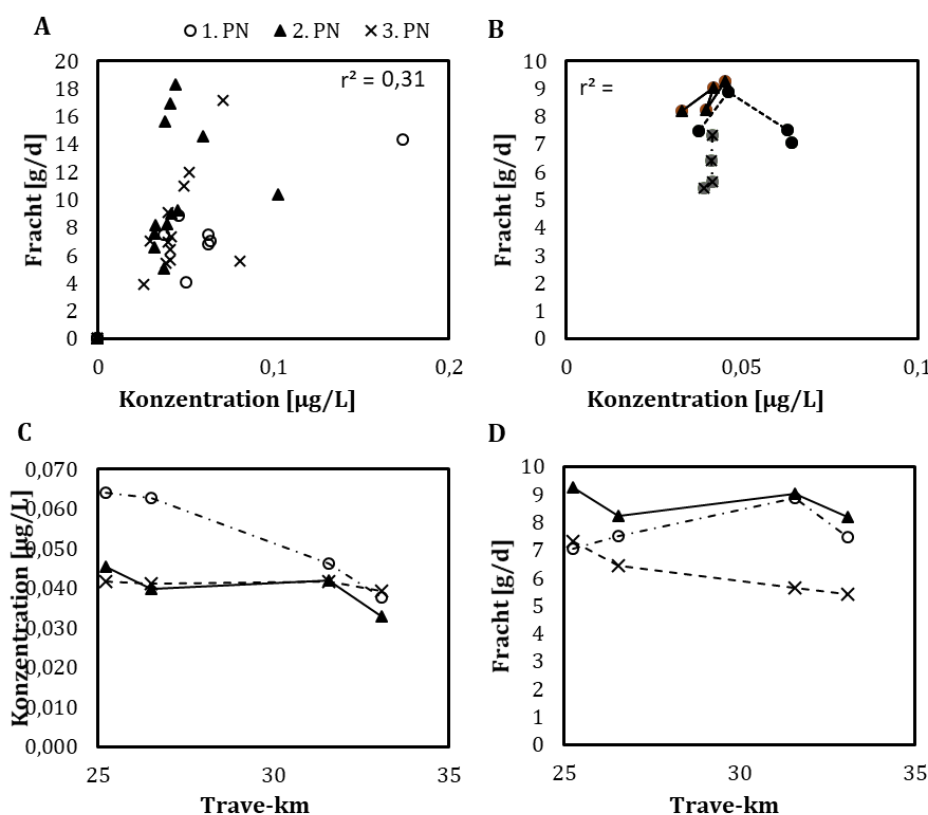 A
○ 1. PN ▲ 2. PN × 3. PN
r² = 0,31
Fracht [g/d]
20
18
16
14
12
10
8
6
4
2
0
0 0,1 0,2
Konzentration [µg/L]
B
r² =
Fracht [g/d]
10
9
8
7
6
5
4
3
2
1
0
0 0,05 0,1
Konzentration [µg/L]
C
Konzentration [µg/L]
0,070
0,060
0,050
0,040
0,030
0,020
0,010
0,000
25 30 35
Trave-km
D
Fracht [g/d]
10
9
8
7
6
5
4
3
2
1
0
25 30 35
Trave-km